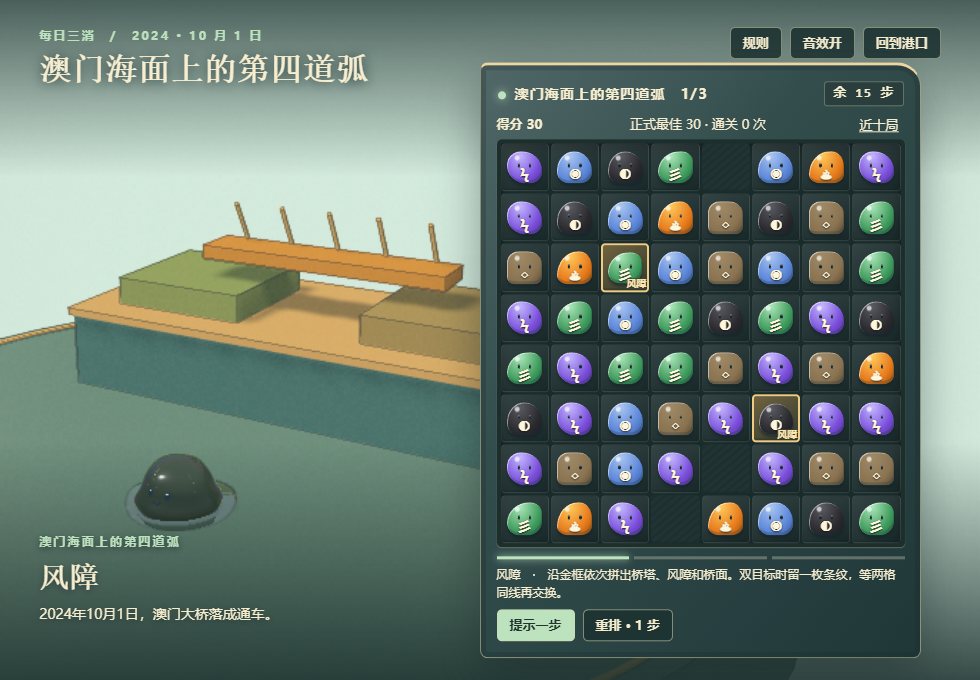 每日三消 / 2024·10月1日
澳门海面上的第四道弧
规则
音效开
回到港口
澳门海面上的第四道弧 1/3
余 15 步
得分 30
正式最佳 30·通关 0 次
近十局
风障
风障
风障 · 沿金框依次拼出桥塔、风障和桥面。双目标时留一枚条纹，等两格
同线再交换。
提示一步
重排·1 步
澳门海面上的第四道弧
风障
2024年10月1日，澳门大桥落成通车。